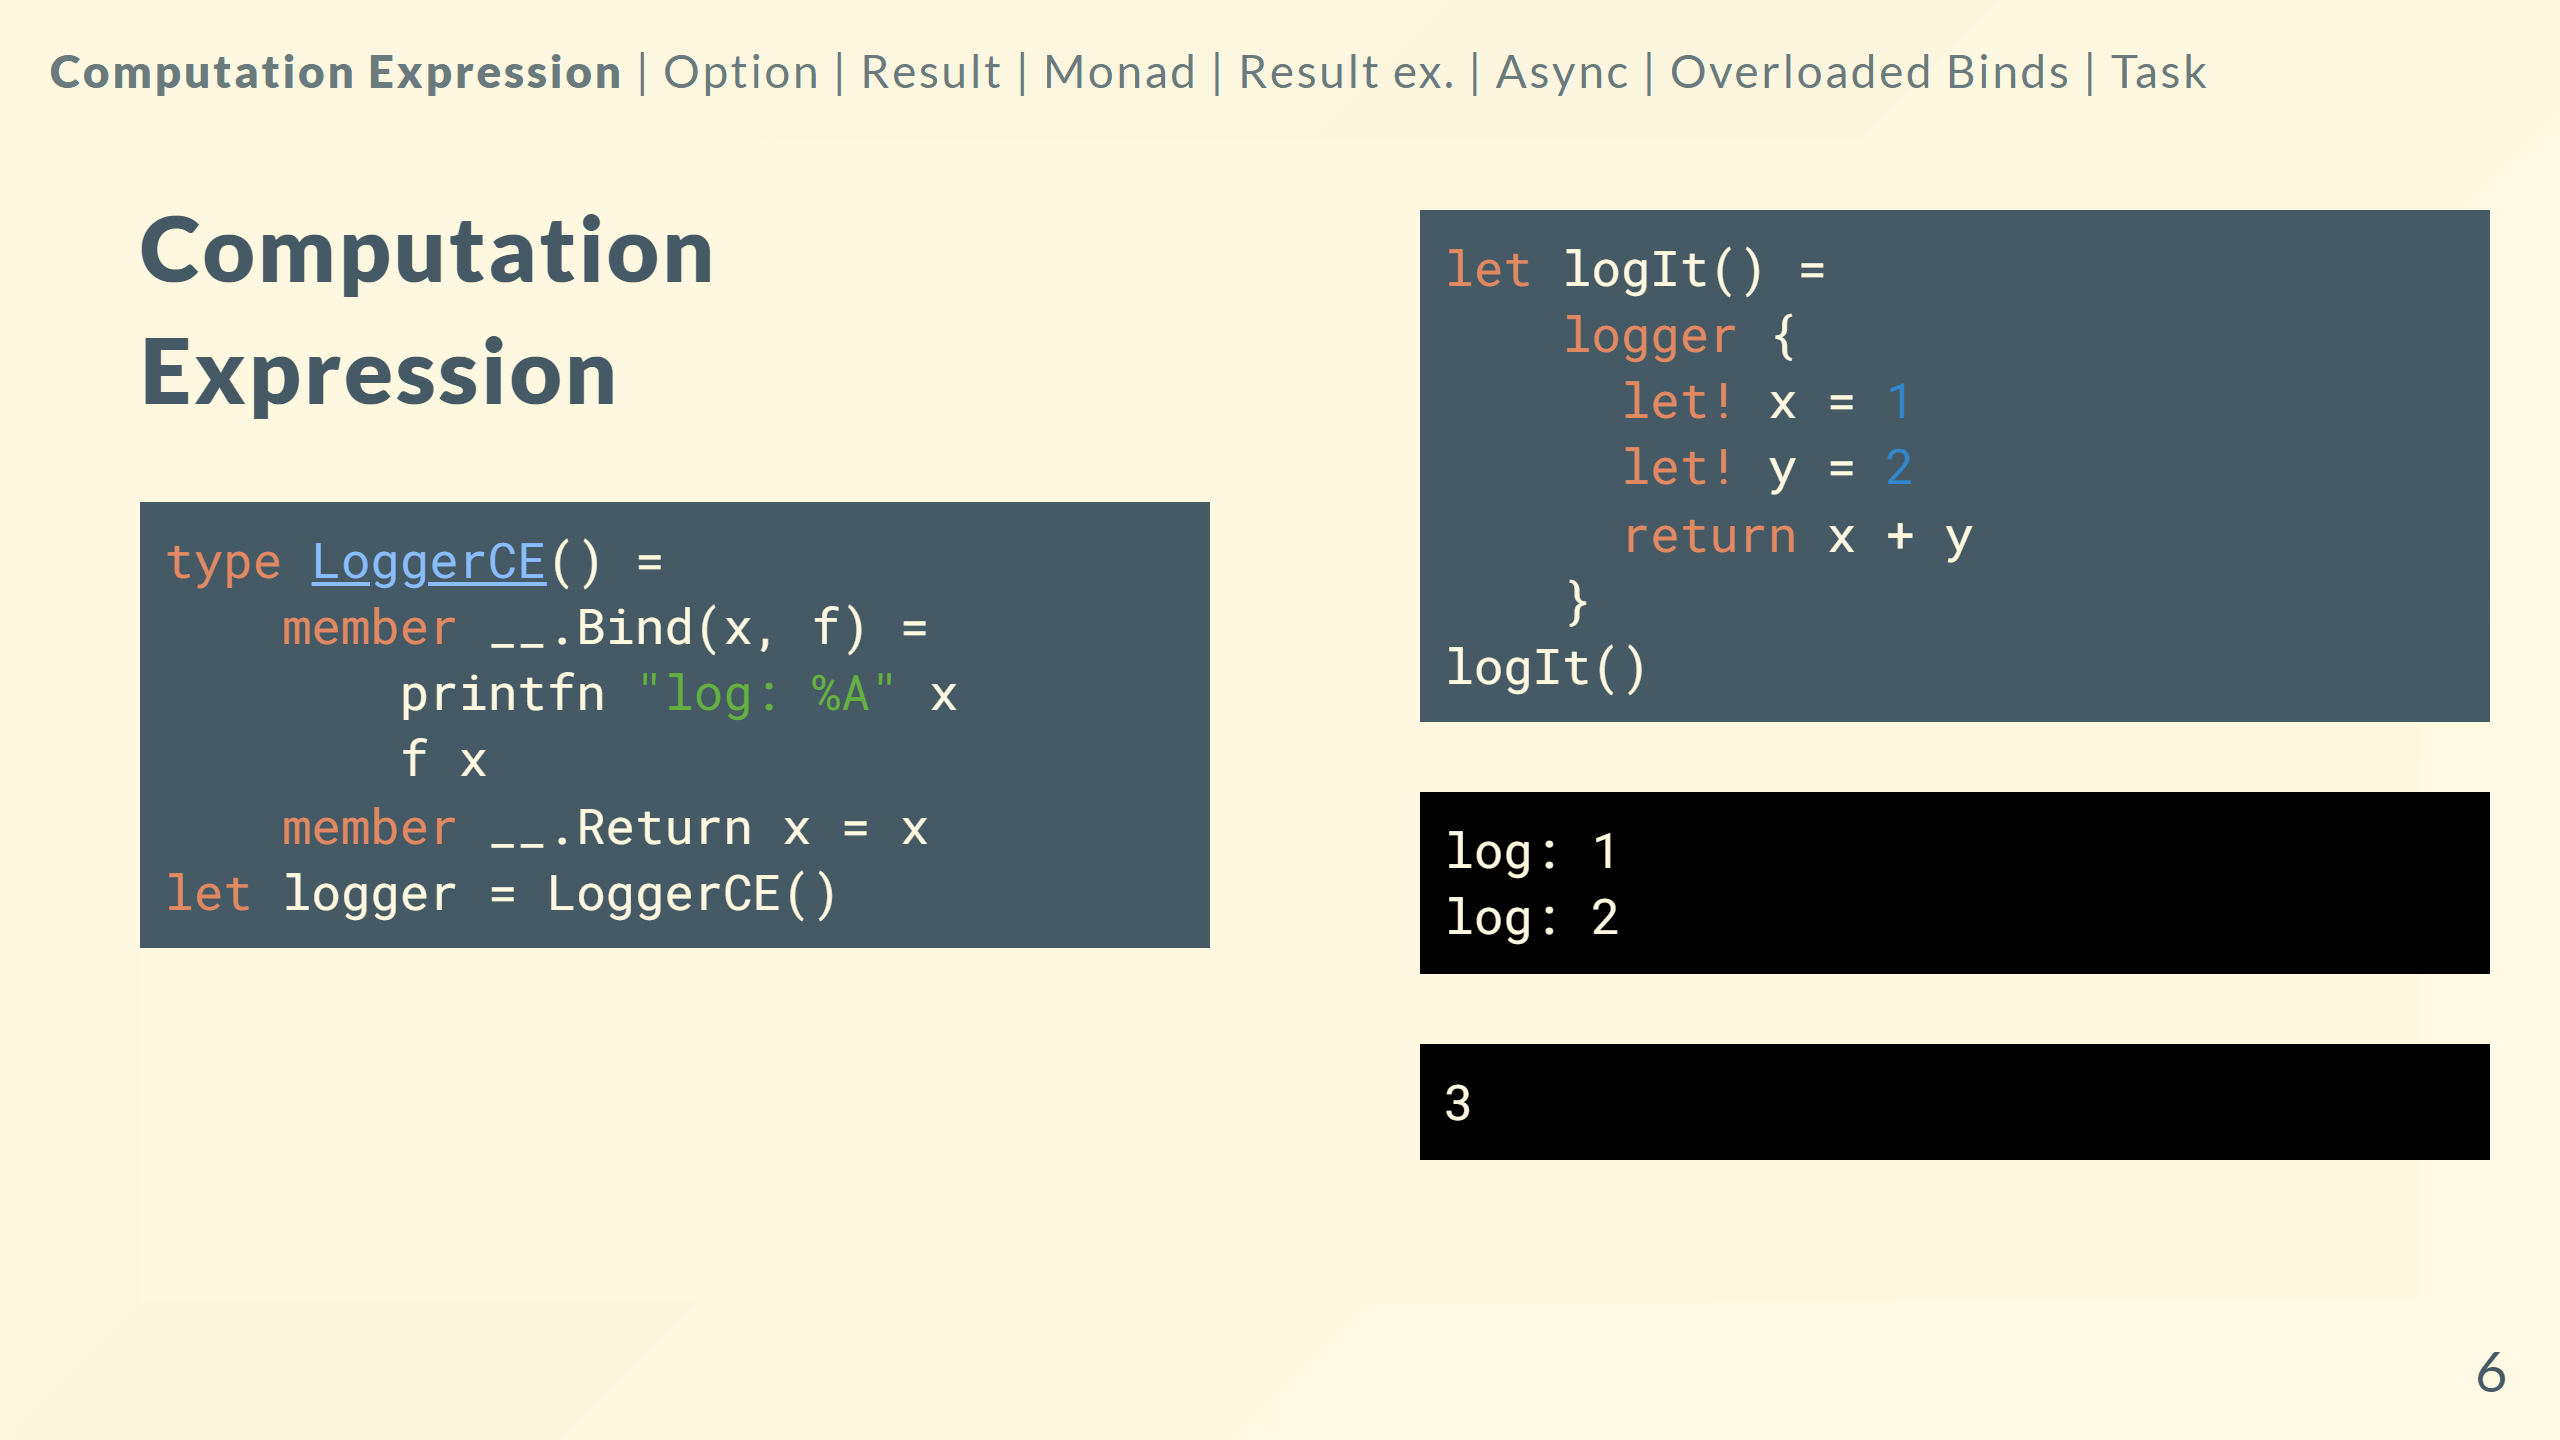 Computation Expression | Option | Result | Monad | Result ex. | Async | Overloaded Binds | Task
Computation
Expression
type LoggerCE() =
    member __.Bind(x, f) =
        printfn "log: %A" x
        f x
    member __.Return x = x
let logger = LoggerCE()
let logIt() =
    logger {
      let! x = 1
      let! y = 2
      return x + y
    }
logIt()
log: 1
log: 2
3
6